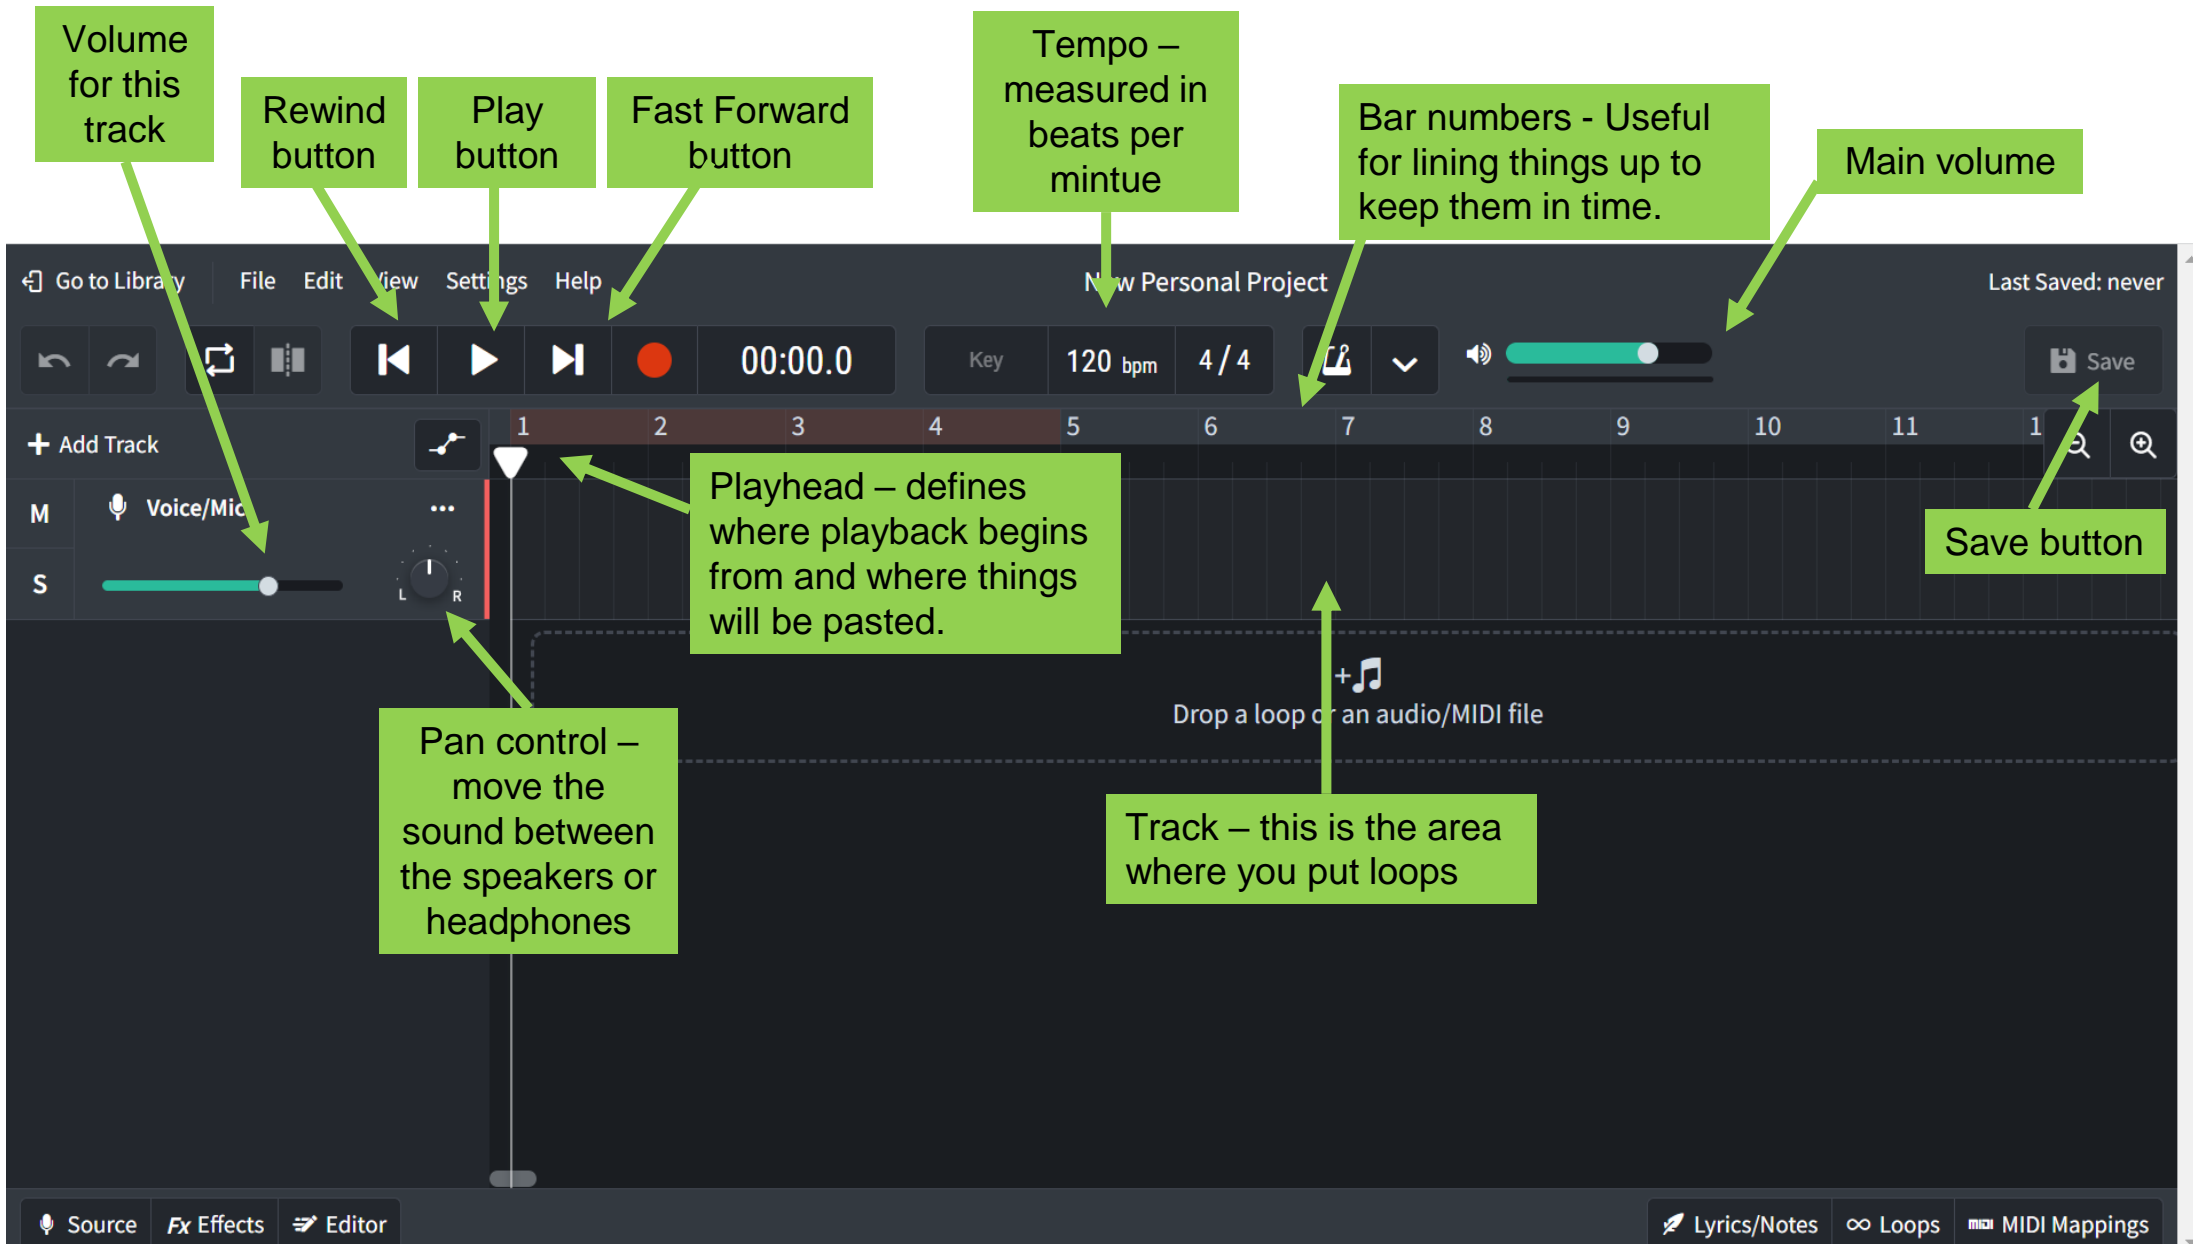 Volume
for this
track
Rewind
button
Play
button
Fast Forward
button
Tempo –
measured in
beats per
mintue
Bar numbers - Useful
for lining things up to
keep them in time.
Main volume
Go to Library File Edit View Settings Help
New Personal Project
Last Saved: never
00:00.0
Key
120 bpm
4 / 4
Save
Add Track
1 2 3 4 5 6 7 8 9 10 11 1
M
Voice/Mic
S
L R
Playhead – defines
where playback begins
from and where things
will be pasted.
Save button
Drop a loop or an audio/MIDI file
Pan control –
move the
sound between
the speakers or
headphones
Track – this is the area
where you put loops
Source Fx Effects Editor
Lyrics/Notes Loops MIDI MIDI Mappings